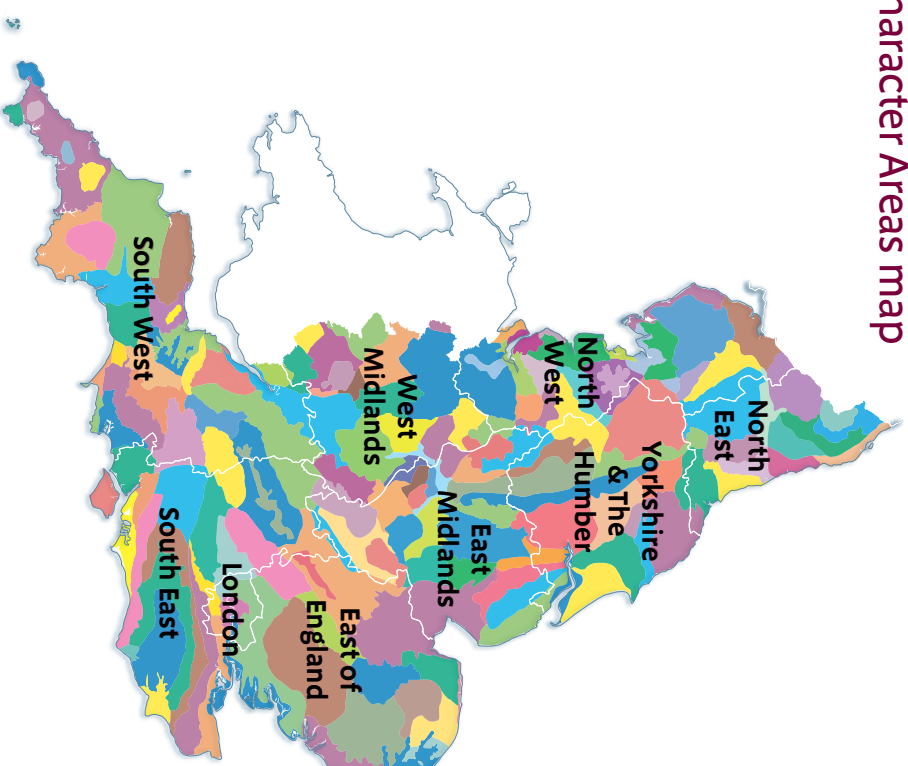 haracter Areas map
North
East
North
West
Yorkshire
& The
Humber
East
Midlands
West
Midlands
East of
England
London
South East
South West